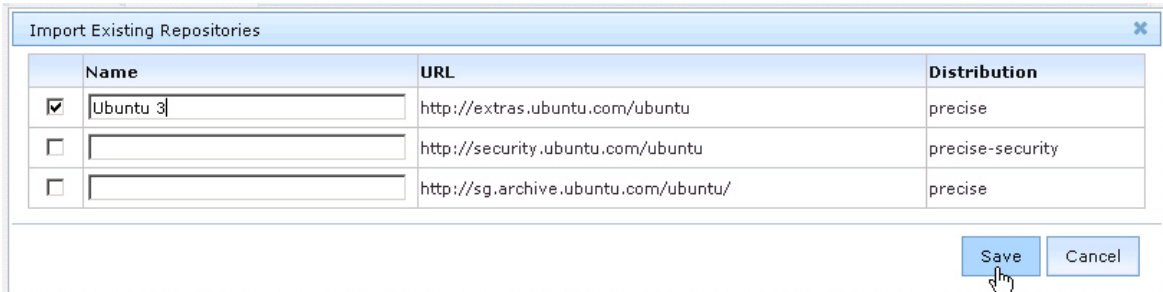 Import Existing Repositories
Name URL Distribution
Ubuntu 3 http://extras.ubuntu.com/ubuntu precise
http://security.ubuntu.com/ubuntu precise-security
http://sg.archive.ubuntu.com/ubuntu/ precise
Save Cancel